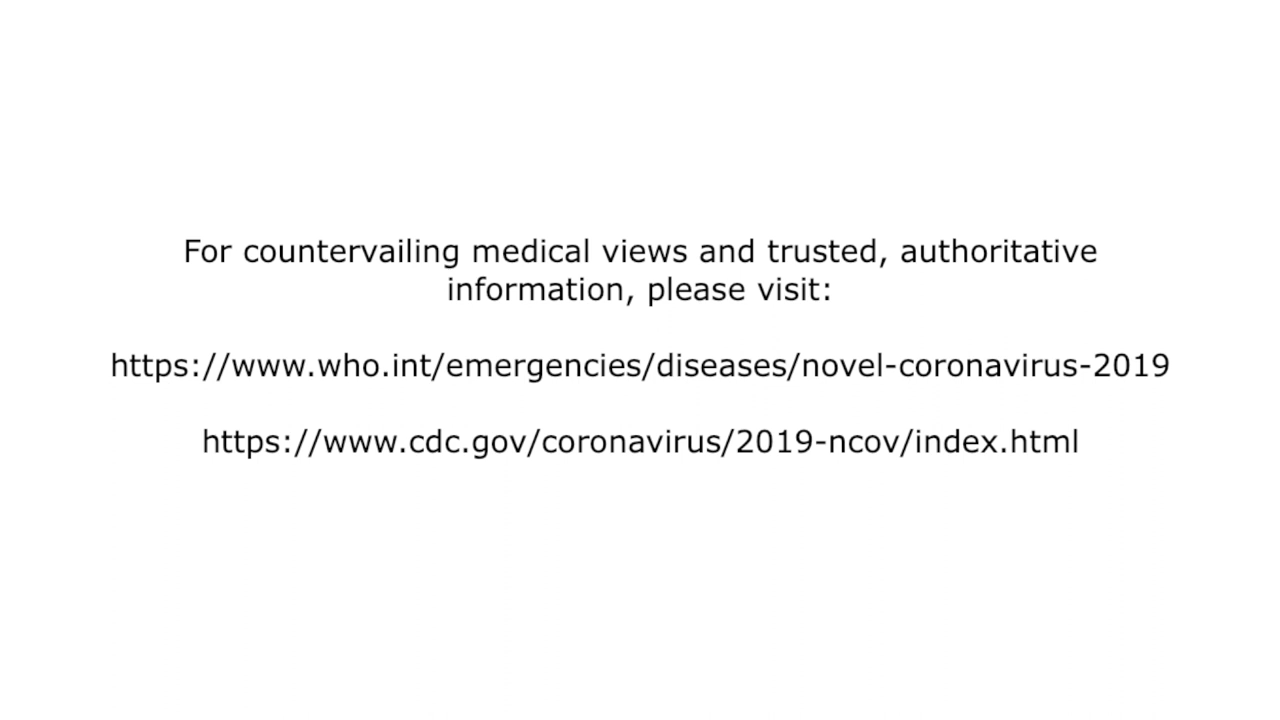 For countervailing medical views and trusted, authoritative
information, please visit:
https://www.who.int/emergencies/diseases/novel-coronavirus-2019
https://www.cdc.gov/coronavirus/2019-ncov/index.html